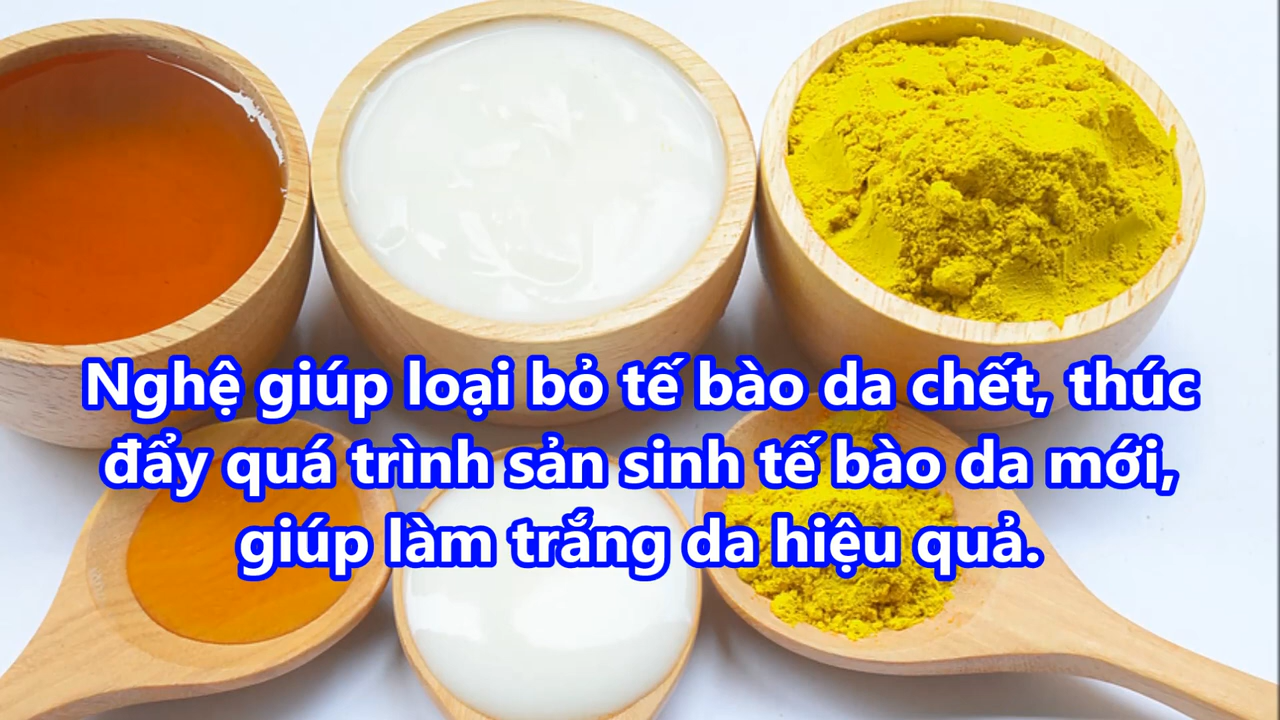 Nghệ giúp loại bỏ tế bào da chết, thúc
đẩy quá trình sản sinh tế bào da mới,
giúp làm trắng da hiệu quả.